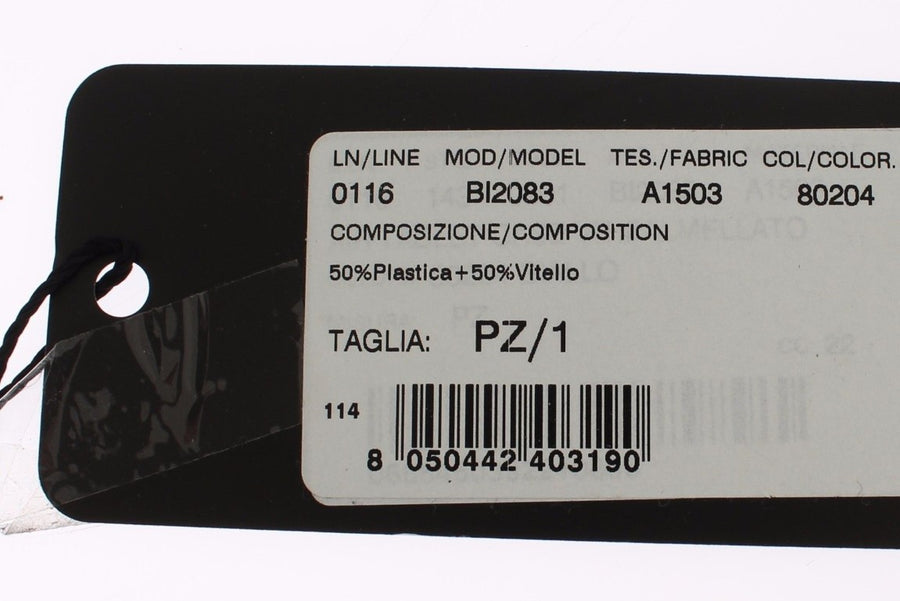 LN/LINE MOD/MODEL TES./FABRIC COL/COLOR.
0116 BI2083 A1503 80204
COMPOSIZIONE/COMPOSITION
50%Plastica+50%Vitello
TAGLIA: PZ/1
114
8 050442 403190